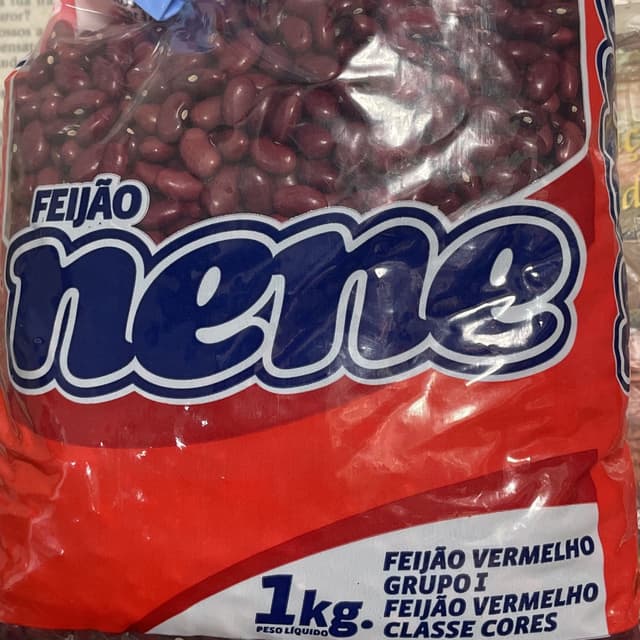 FEIJÃO
nene
1kg.
PESO LÍQUIDO
FEIJÃO VERMELHO
GRUPO I
FEIJÃO VERMELHO
CLASSE CORES